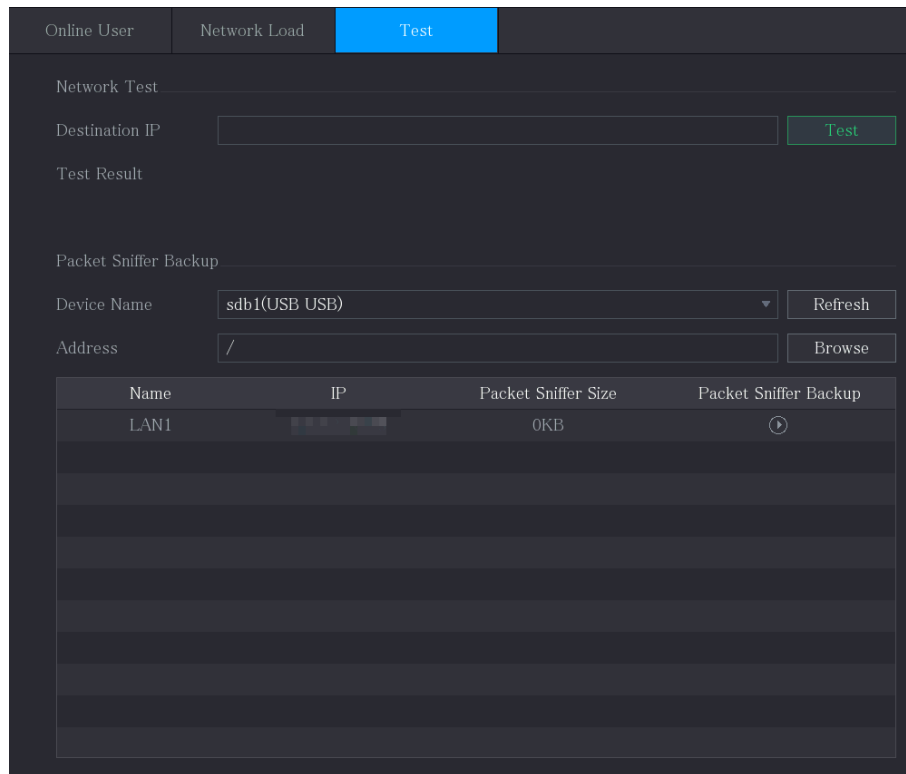 Online User Network Load Test
Network Test
Destination IP Test
Test Result
Packet Sniffer Backup
Device Name sdb1(USB USB) Refresh
Address / Browse
Name IP Packet Sniffer Size Packet Sniffer Backup
LAN1 0KB